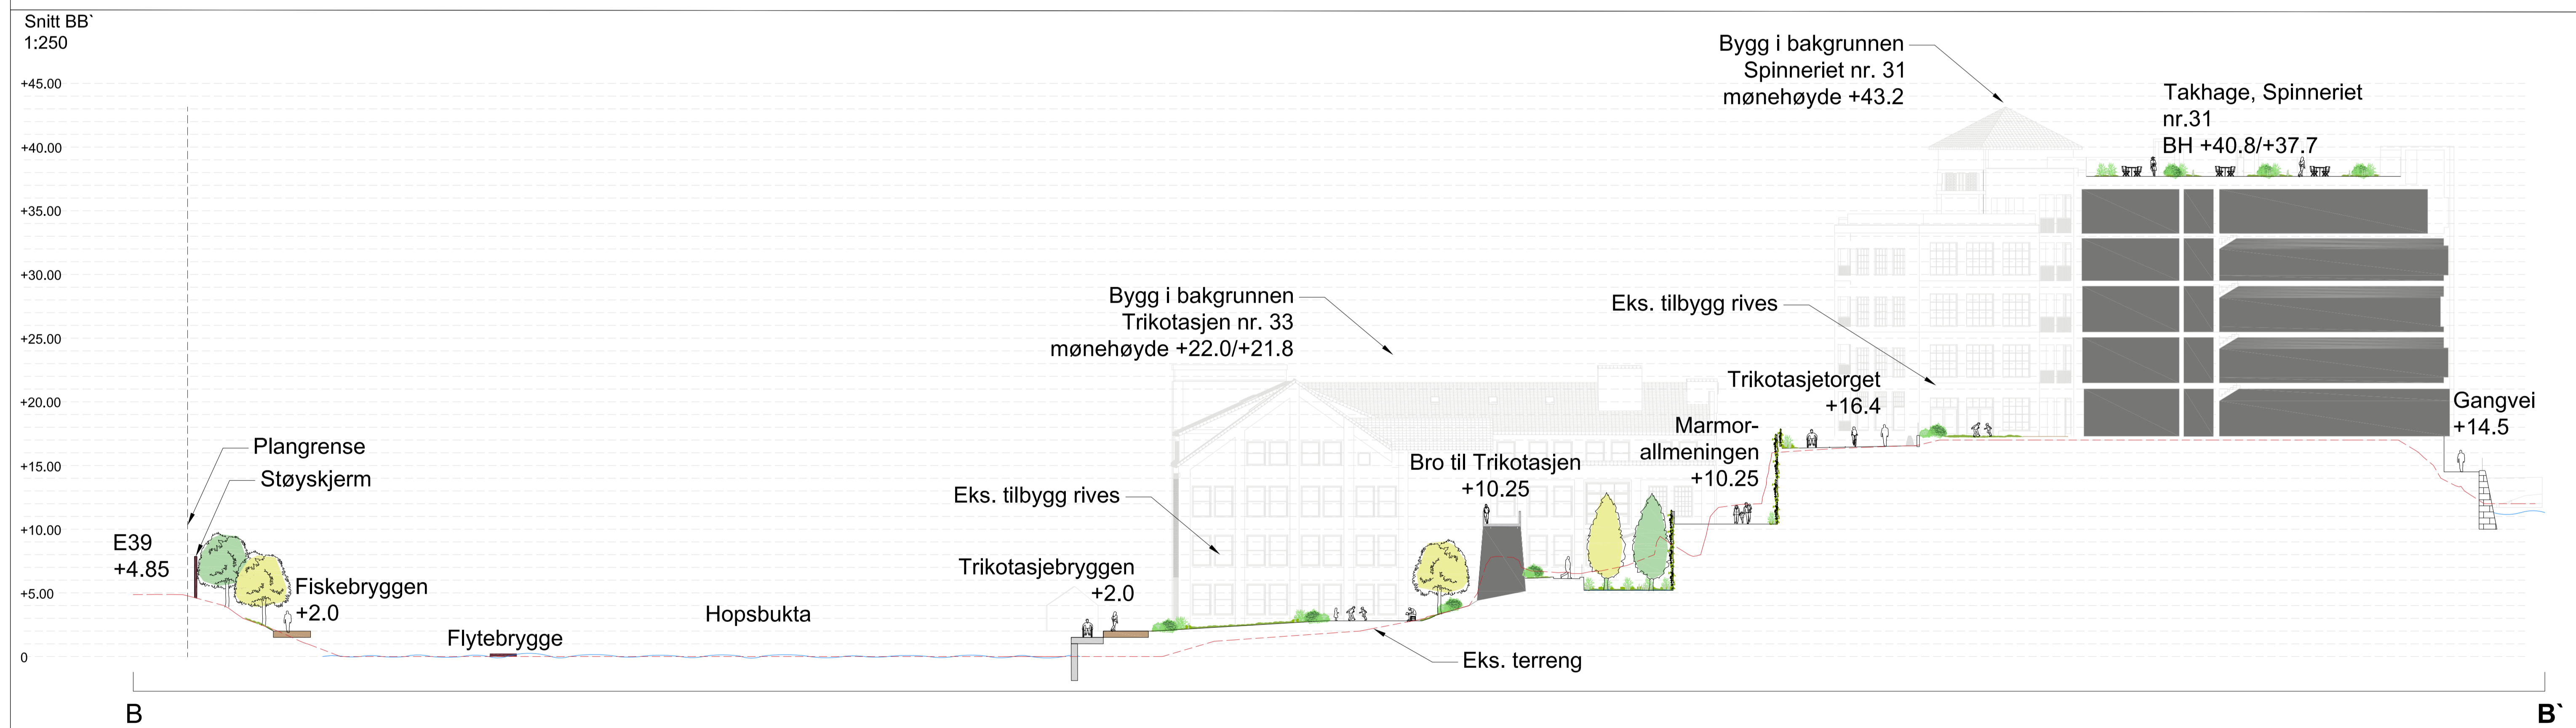 Snitt BB`
1:250
+45.00
+40.00
+35.00
+30.00
+25.00
+20.00
+15.00
+10.00
+5.00
0
Plangrense
Støyskjerm
E39
+4.85
Fiskebryggen
+2.0
Flytebrygge
Hopsbukta
Trikotasjebryggen
+2.0
Eks. tilbygg rives
Bygg i bakgrunnen
Trikotasjen nr. 33
mønehøyde +22.0/+21.8
Bro til Trikotasjen
+10.25
Eks. terreng
Marmor-
allmeningen
+10.25
Trikotasjetorget
+16.4
Eks. tilbygg rives
Bygg i bakgrunnen
Spinneriet nr. 31
mønehøyde +43.2
Takhage, Spinneriet
nr.31
BH +40.8/+37.7
Gangvei
+14.5
B
B`